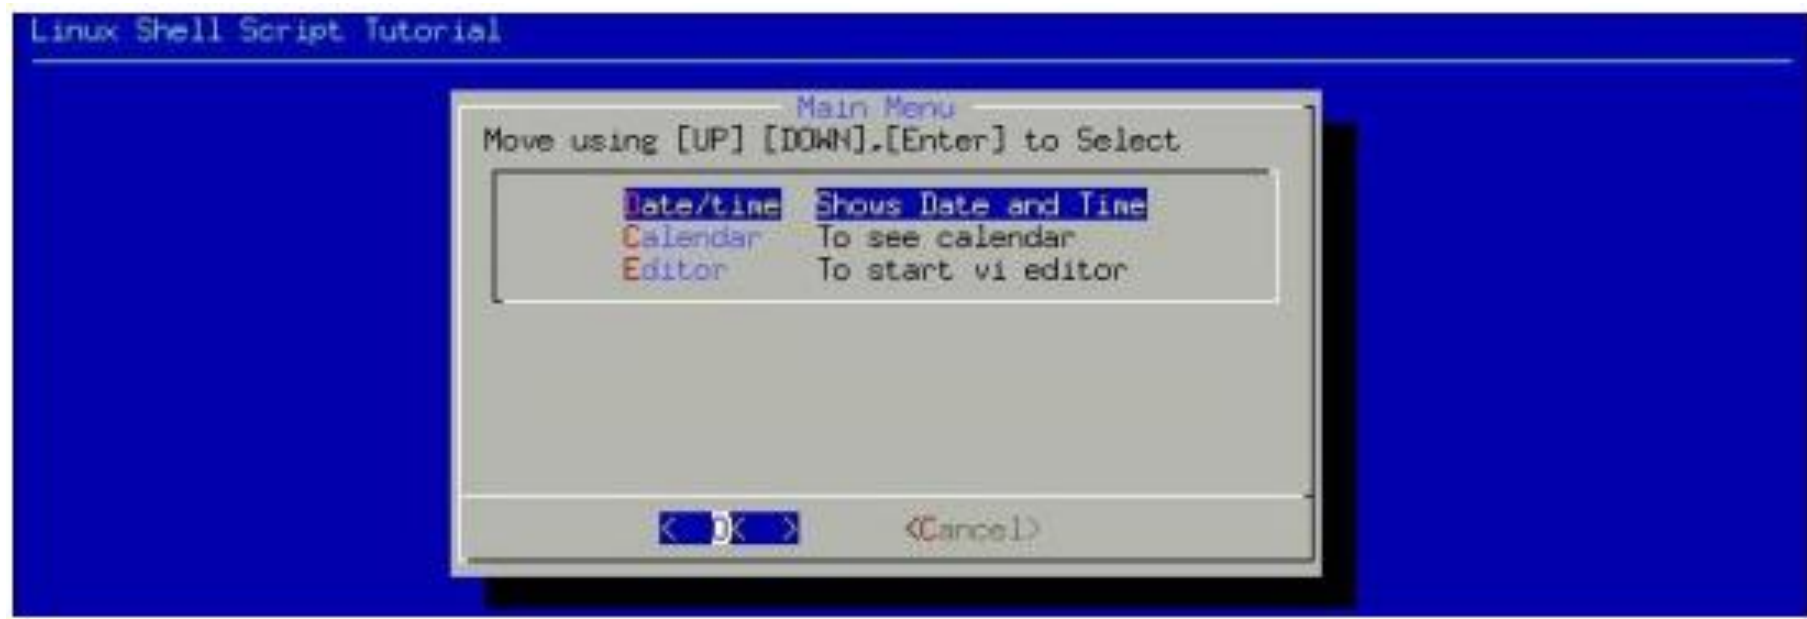 Linux Shell Script Tutorial
Main Menu
Move using [UP] [DOWN],[Enter] to Select
Date/time Shows Date and Time
Calendar To see calendar
Editor To start vi editor
< OK > <Cancel>